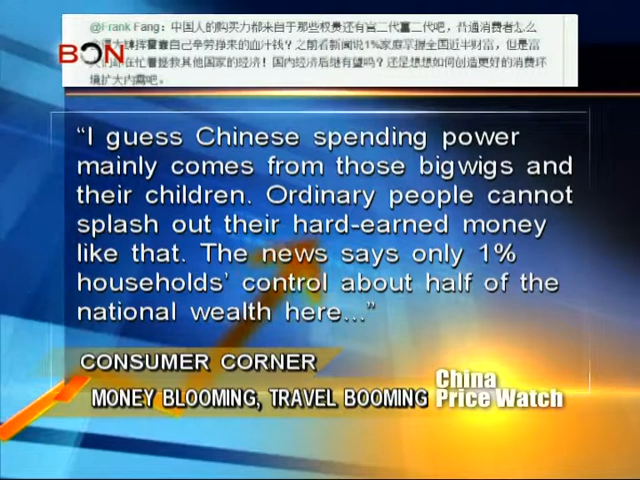 @Frank Fang：中国人的购买力都来自于那些权贵还有官二代富二代吧，普通消费者怎么
自己辛劳挣来的血汗钱？之前看新闻说1%家庭掌握全国近半财富，但是富
在忙着拯救其他国家的经济！国内经济后继有望吗？还是想想如何创造更好的消费环
境扩大内需吧。
BON
“I guess Chinese spending power
mainly comes from those bigwigs and
their children. Ordinary people cannot
splash out their hard-earned money
like that. The news says only 1%
households’ control about half of the
national wealth here...”
CONSUMER CORNER
MONEY BLOOMING, TRAVEL BOOMING
China
Price Watch